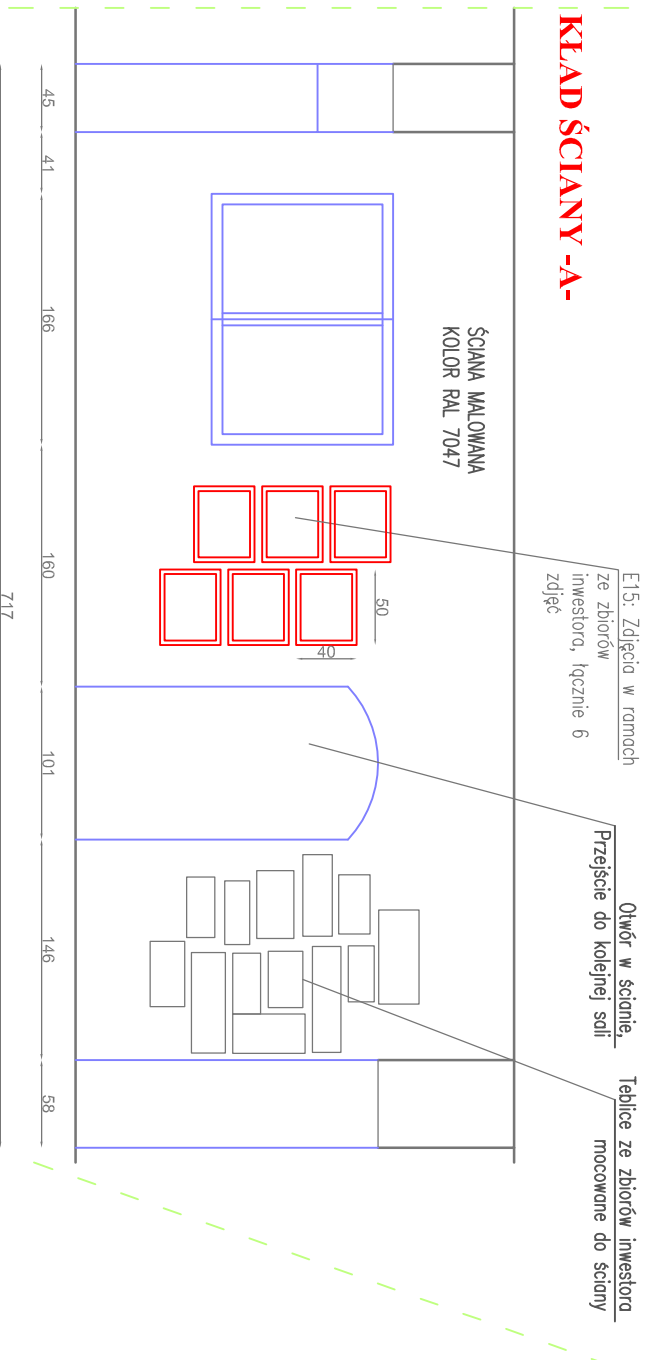 KŁAD ŚCIANY -A-
E15: Zdjęcia w ramach
ze zbiorów
inwestora, łącznie 6
zdjęć
Otwór w ścianie,
Przejście do kolejnej sali
Teblice ze zbiorów inwestora
mocowane do ściany
ŚCIANA MALOWANA
KOLOR RAL 7047
50
40
45
41
166
160
101
146
58
717